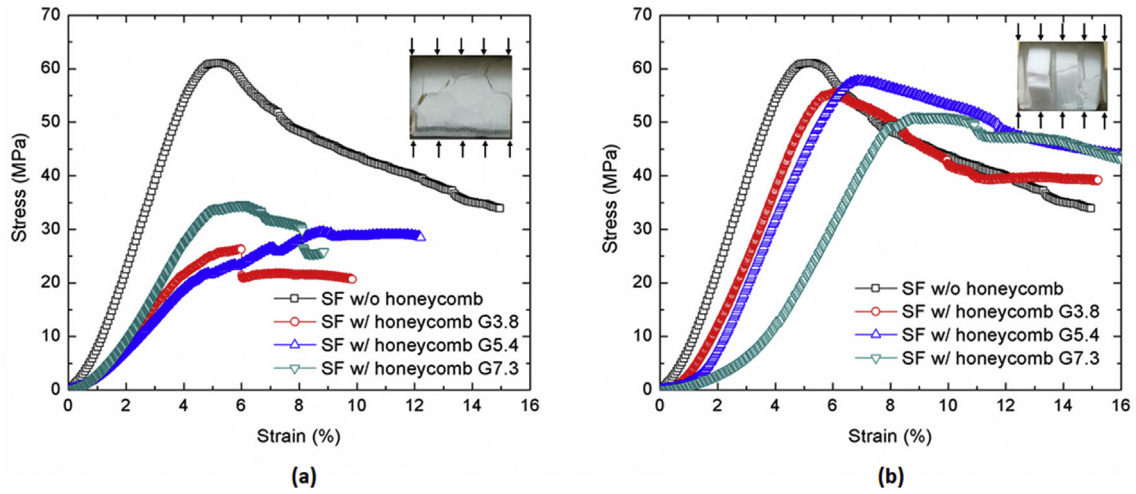 70
60
50
40
30
20
10
0
Stress (MPa)
0 2 4 6 8 10 12 14 16
Strain (%)
SF w/o honeycomb
SF w/ honeycomb G3.8
SF w/ honeycomb G5.4
SF w/ honeycomb G7.3
(a)
70
60
50
40
30
20
10
0
Stress (MPa)
0 2 4 6 8 10 12 14 16
Strain (%)
SF w/o honeycomb
SF w/ honeycomb G3.8
SF w/ honeycomb G5.4
SF w/ honeycomb G7.3
(b)